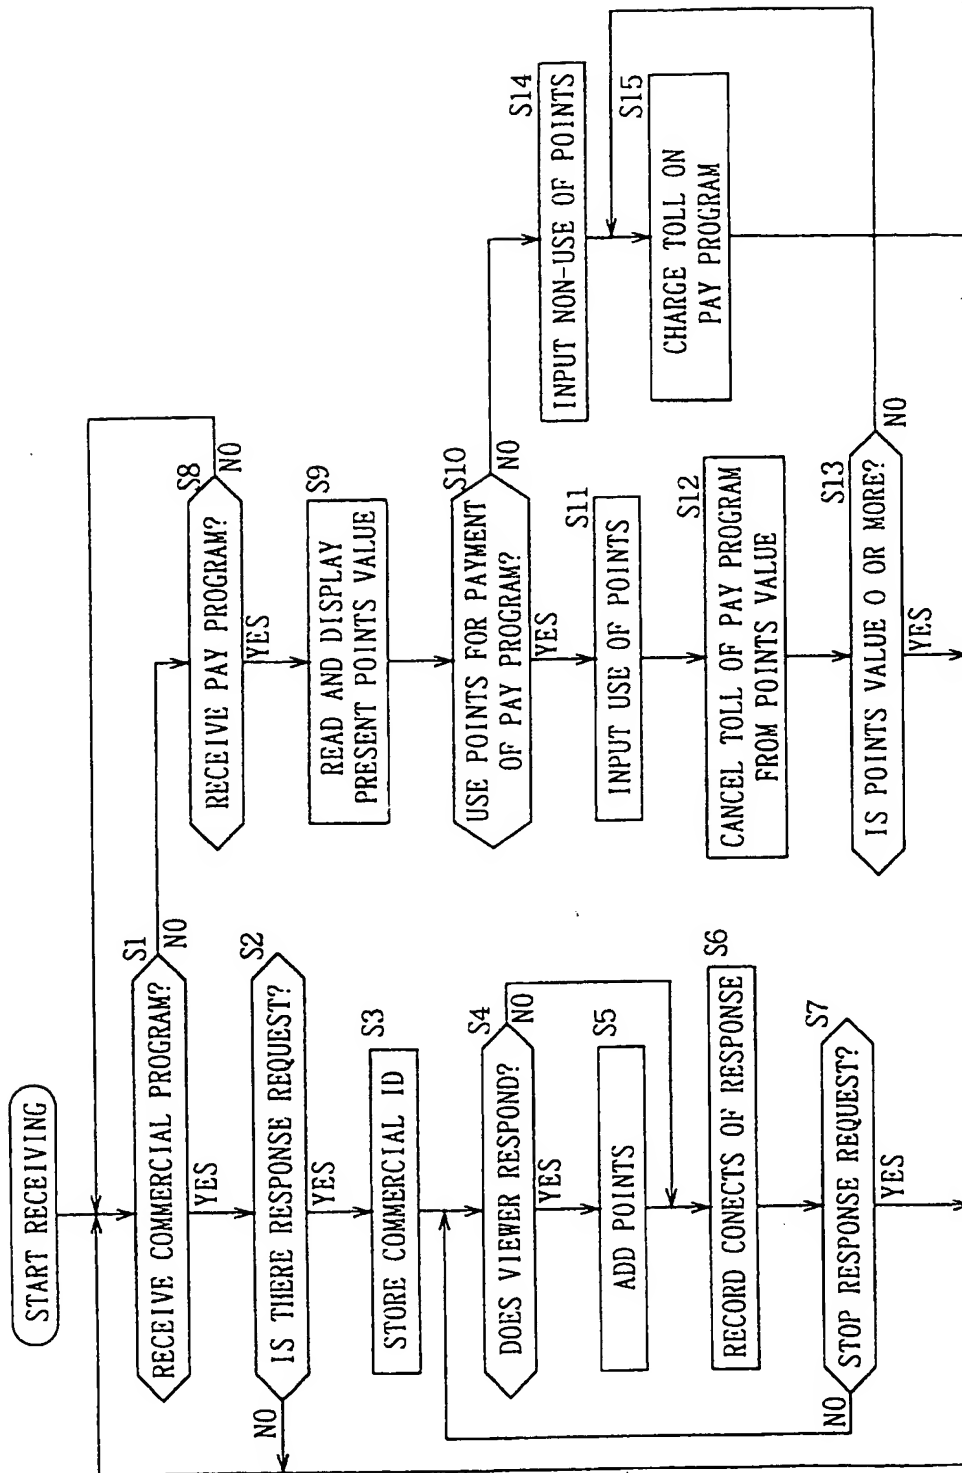 START RECEIVING
RECEIVE COMMERCIAL PROGRAM?
S1
NO
YES
IS THERE RESPONSE REQUEST?
S2
NO
YES
STORE COMMERCIAL ID
S3
DOES VIEWER RESPOND?
S4
NO
YES
ADD POINTS
S5
RECORD CONECTS OF RESPONSE
S6
STOP RESPONSE REQUEST?
S7
NO
YES
RECEIVE PAY PROGRAM?
S8
NO
YES
READ AND DISPLAY
PRESENT POINTS VALUE
S9
USE POINTS FOR PAYMENT
OF PAY PROGRAM?
S10
NO
YES
INPUT USE OF POINTS
S11
CANCEL TOLL OF PAY PROGRAM
FROM POINTS VALUE
S12
IS POINTS VALUE O OR MORE?
S13
NO
YES
INPUT NON-USE OF POINTS
S14
CHARGE TOLL ON
PAY PROGRAM
S15